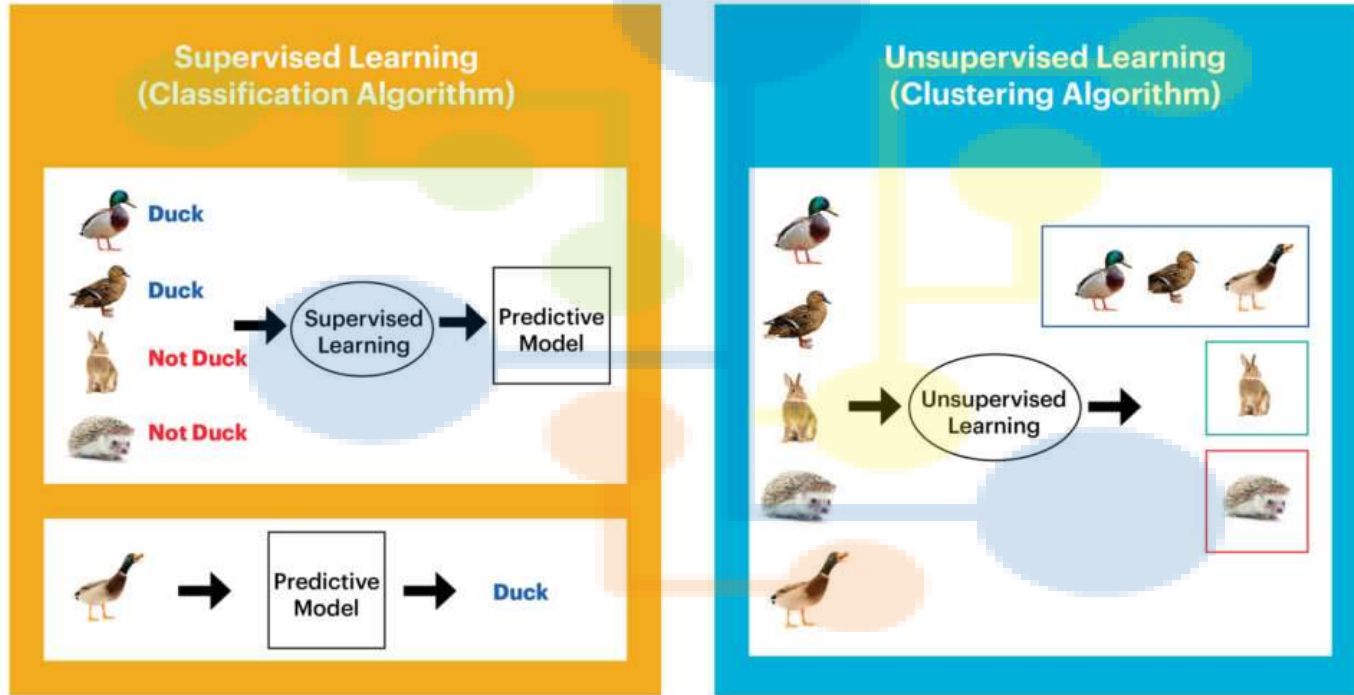 Supervised Learning
(Classification Algorithm)
Duck
Duck
Not Duck
Not Duck
Supervised
Learning
Predictive
Model
Predictive
Model
Duck
Unsupervised Learning
(Clustering Algorithm)
Unsupervised
Learning